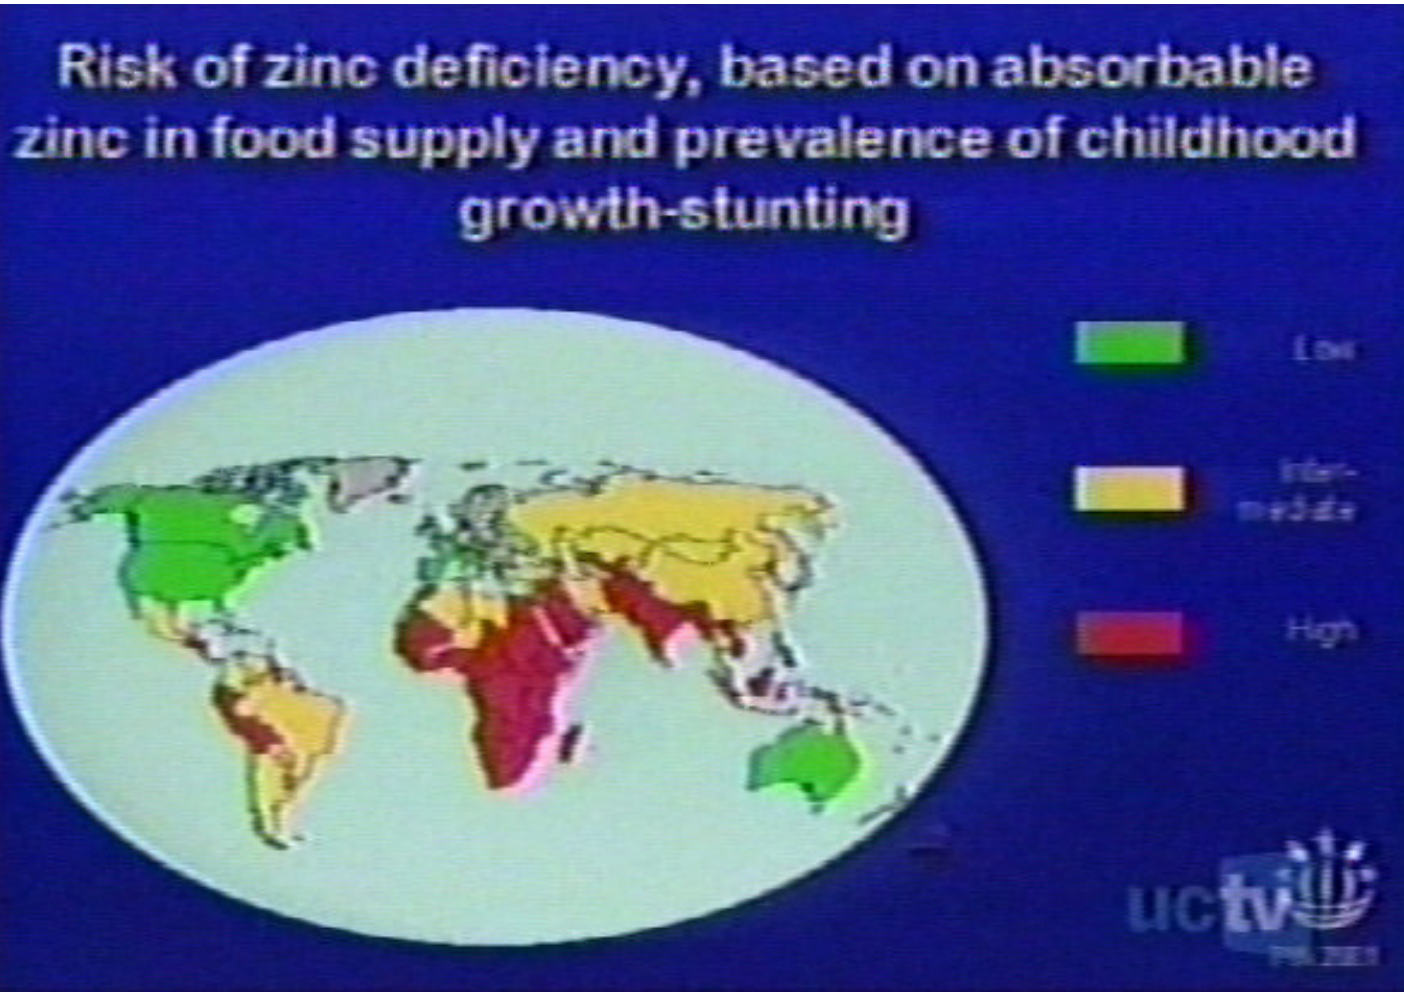 Risk of zinc deficiency, based on absorbable
zinc in food supply and prevalence of childhood
growth-stunting
Low
Inter-
mediate
High
uctv